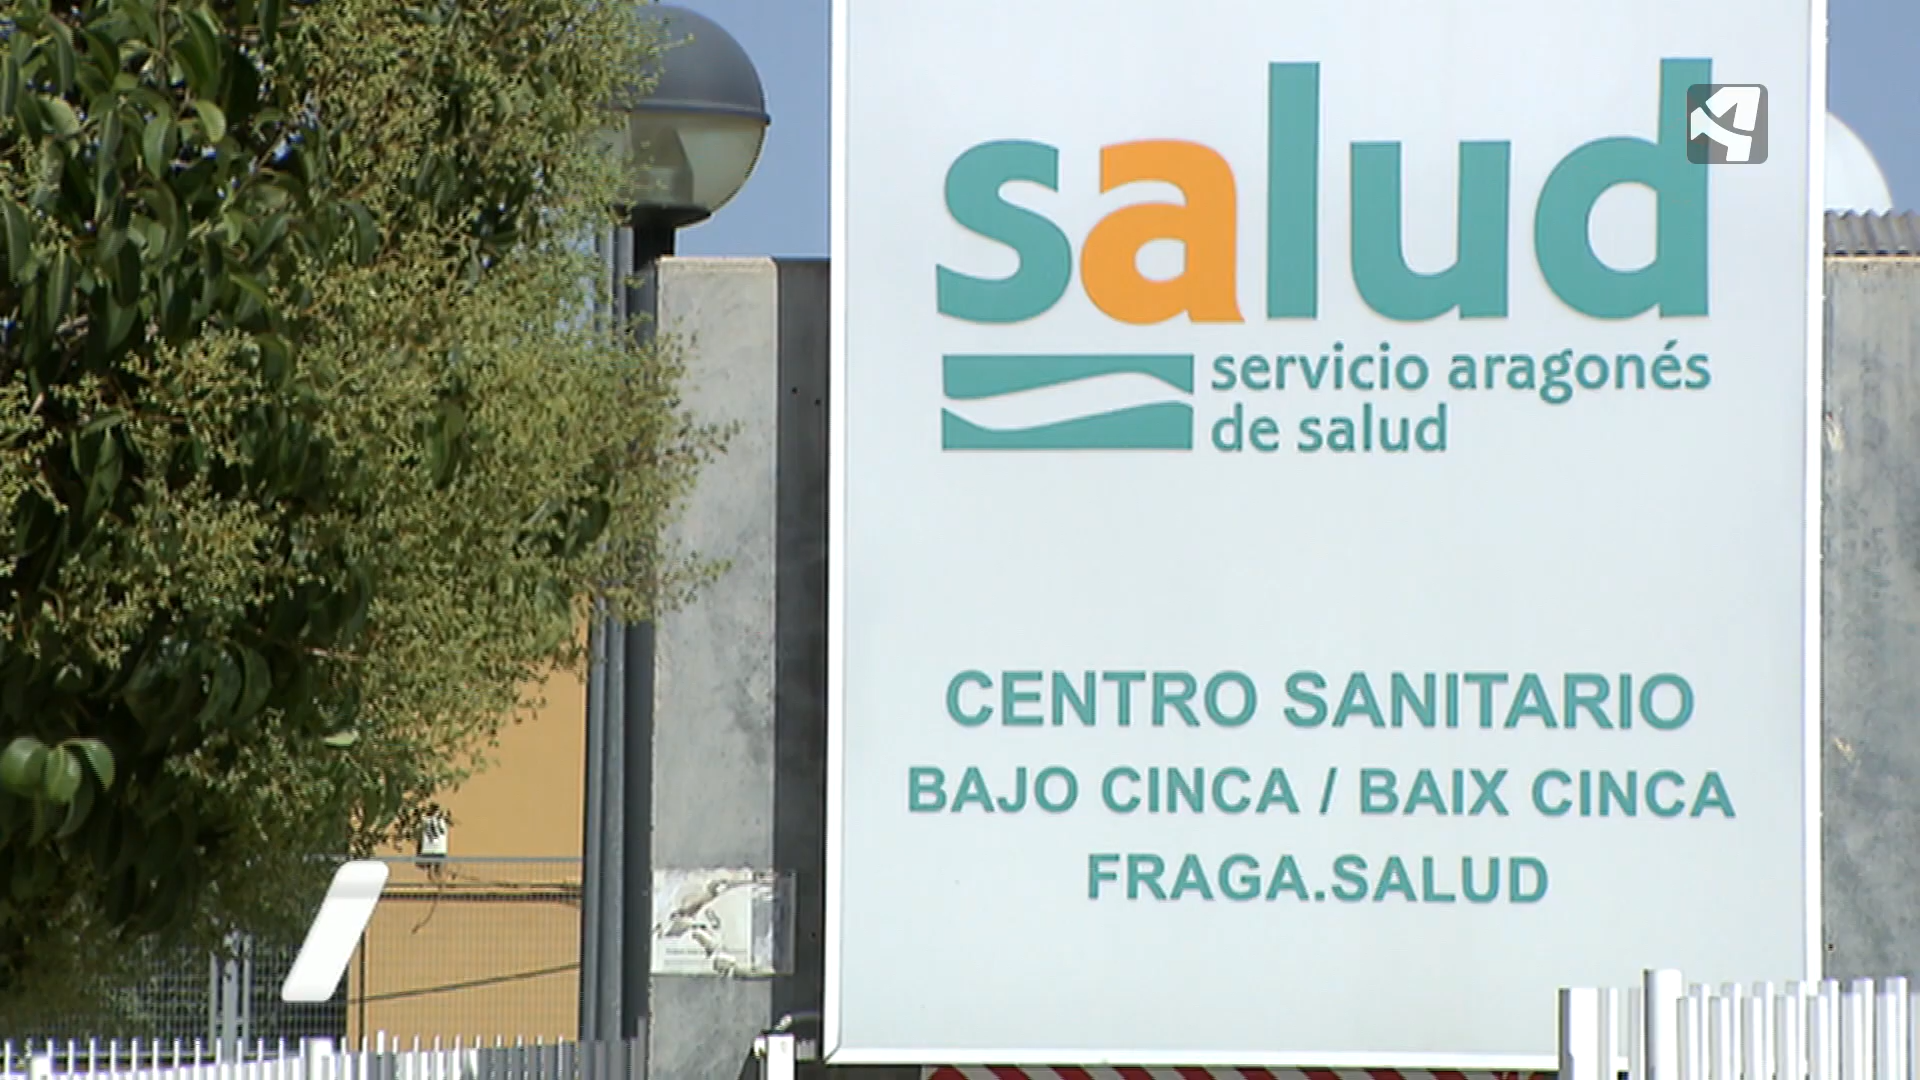 salud
servicio aragonés
de salud
CENTRO SANITARIO
BAJO CINCA / BAIX CINCA
FRAGA.SALUD